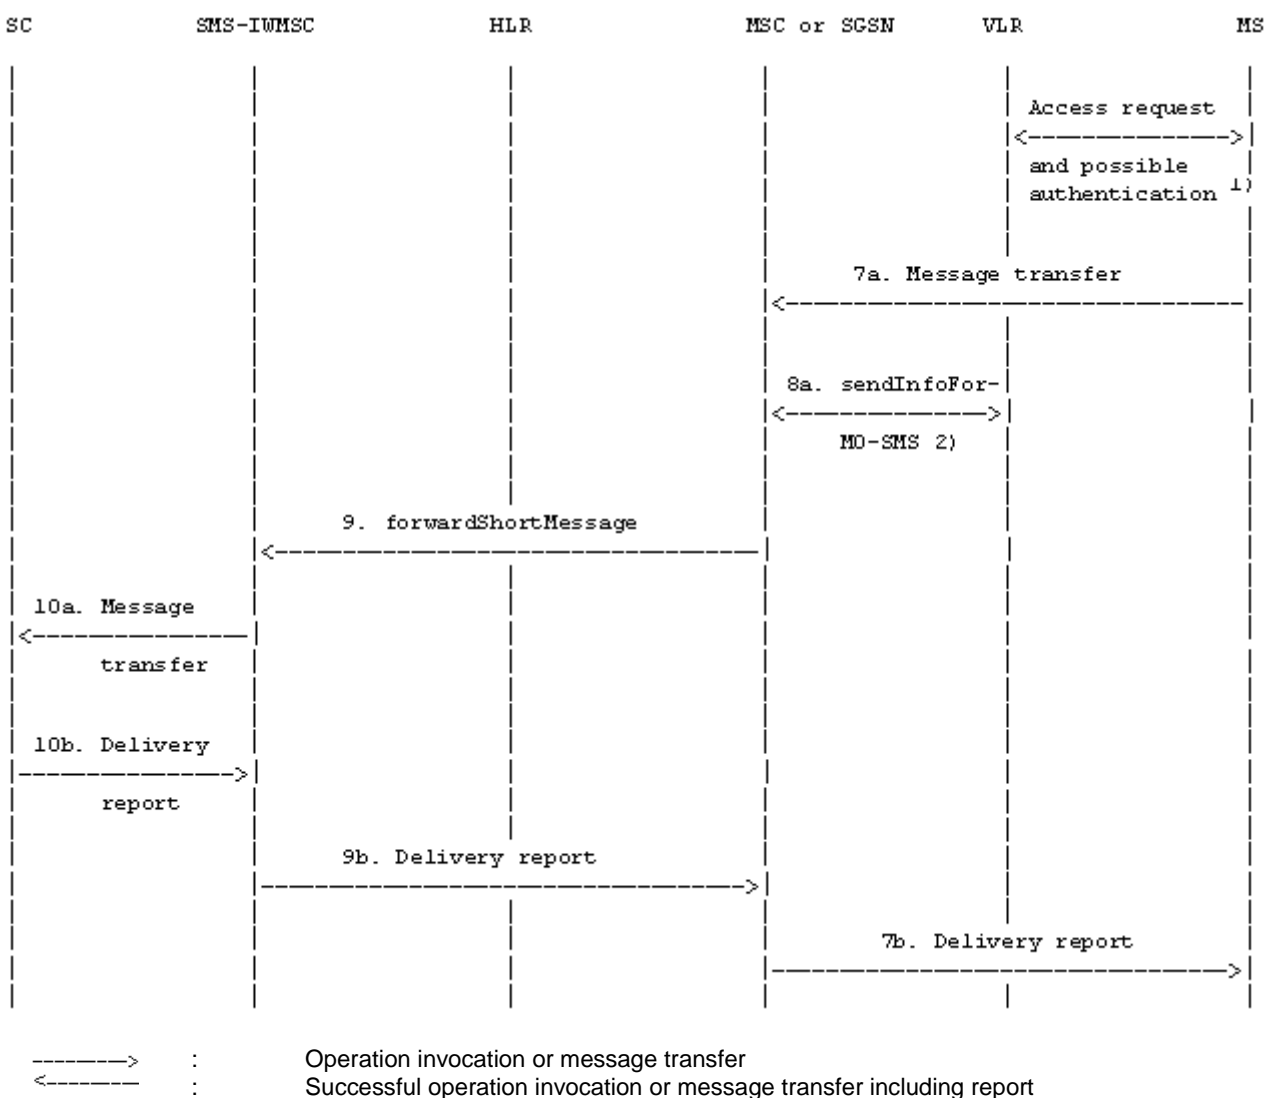 SC SMS-IWMSC HLR MSC or SGSN VLR MS
Access request
and possible
authentication 1)
7a. Message transfer
8a. sendInfoFor-
MO-SMS 2)
9. forwardShortMessage
10a. Message
transfer
10b. Delivery
report
9b. Delivery report
7b. Delivery report
: Operation invocation or message transfer
: Successful operation invocation or message transfer including report